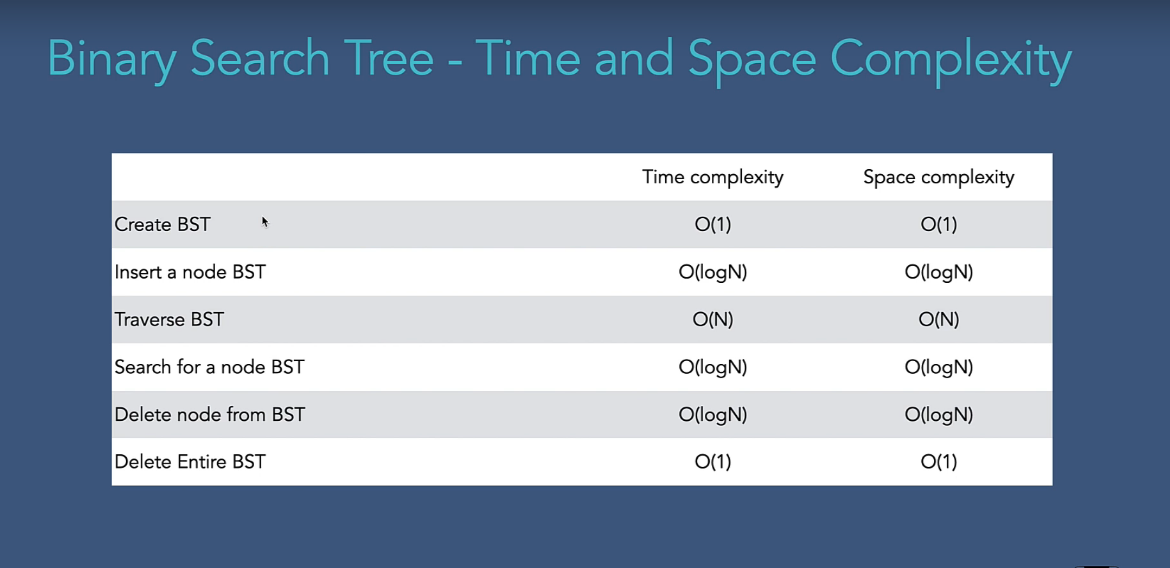 Binary Search Tree - Time and Space Complexity
Time complexity Space complexity
Create BST O(1) O(1)
Insert a node BST O(logN) O(logN)
Traverse BST O(N) O(N)
Search for a node BST O(logN) O(logN)
Delete node from BST O(logN) O(logN)
Delete Entire BST O(1) O(1)